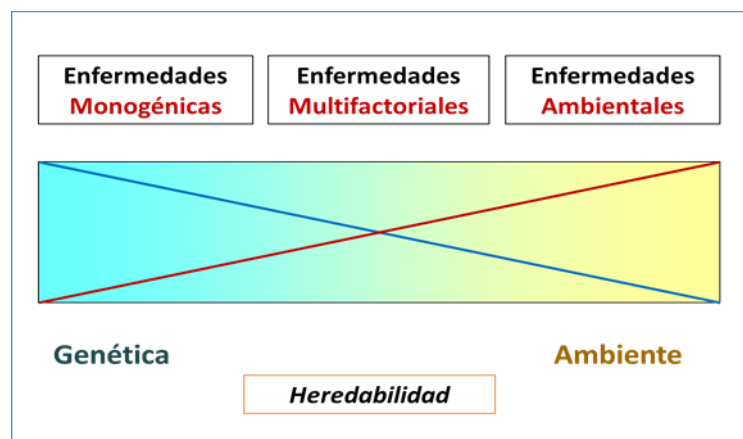 Enfermedades
Monogénicas
Enfermedades
Multifactoriales
Enfermedades
Ambientales
Genética
Ambiente
Heredabilidad